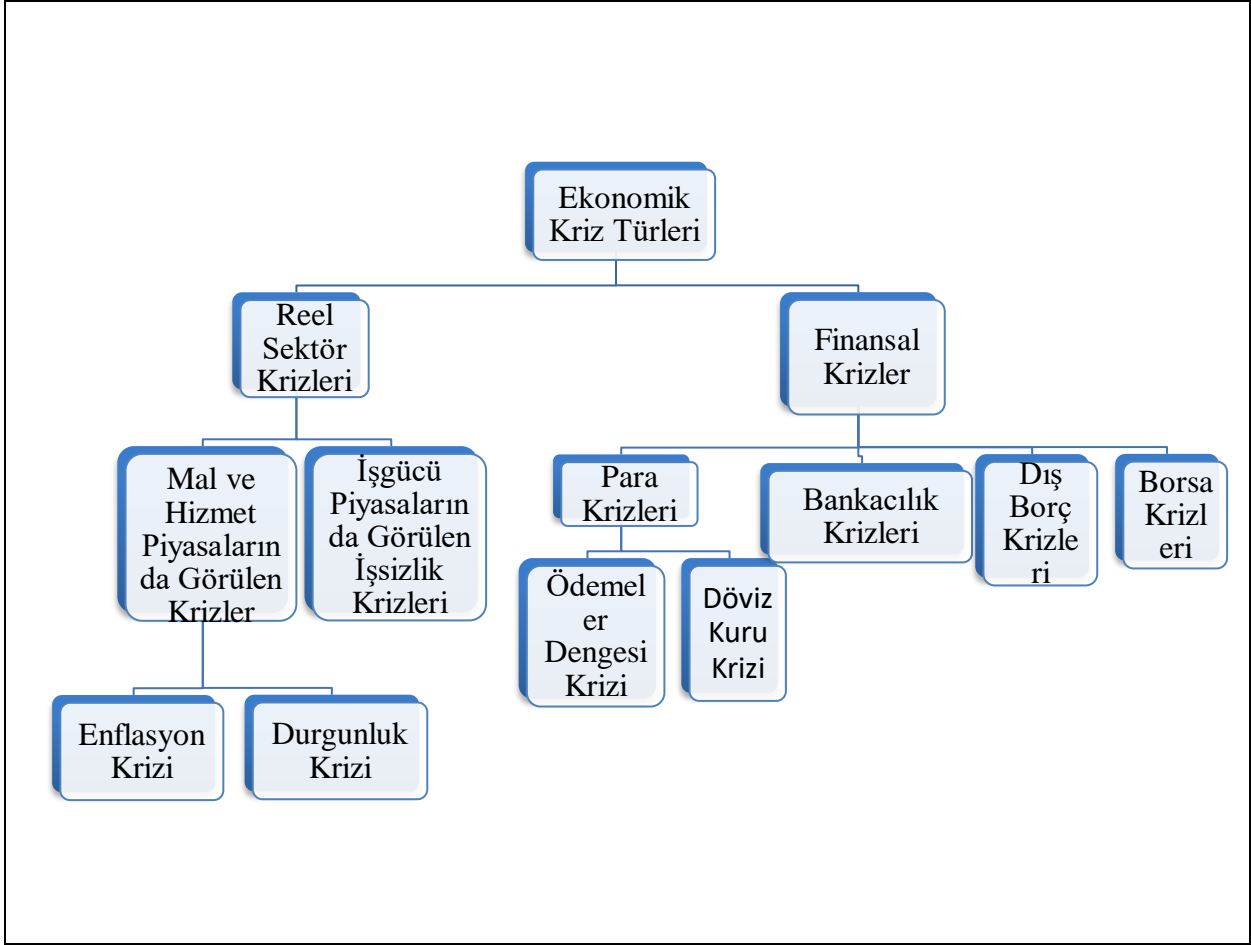 Ekonomik
Kriz Türleri
Reel
Sektör
Krizleri
Finansal
Krizler
Mal ve
Hizmet
Piyasaların
da Görülen
Krizler
İşgücü
Piyasaların
da Görülen
İşsizlik
Krizleri
Para
Krizleri
Bankacılık
Krizleri
Dış
Borç
Krizle
ri
Borsa
Krizl
eri
Ödemel
er
Dengesi
Krizi
Döviz
Kuru
Krizi
Enflasyon
Krizi
Durgunluk
Krizi